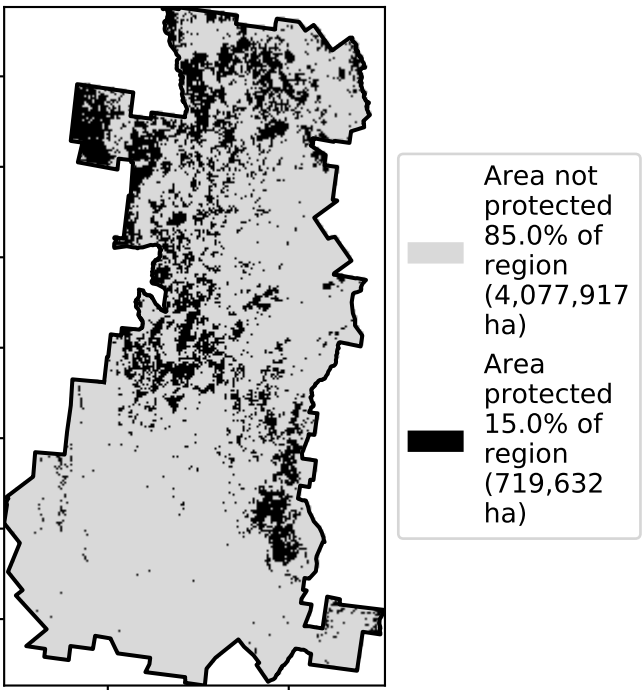 Area not
protected
85.0% of
region
(4,077,917
ha)
Area
protected
15.0% of
region
(719,632
ha)